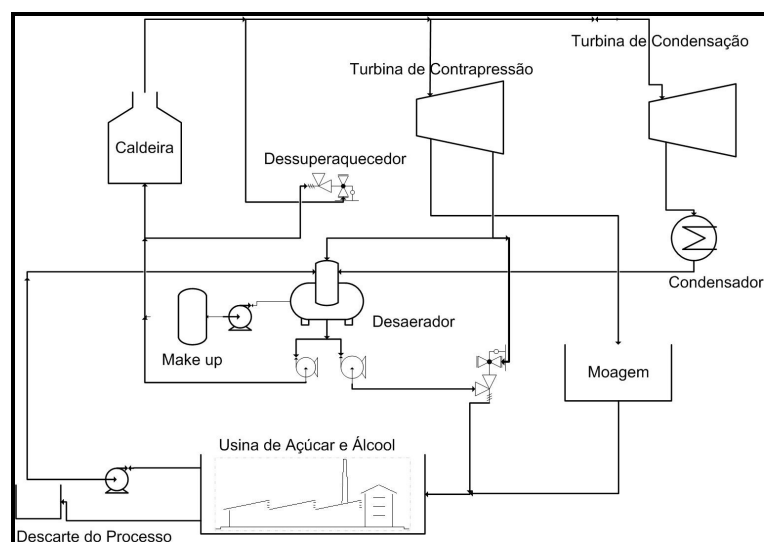 Turbina de Condensação
Turbina de Contrapressão
Caldeira
Dessuperaquecedor
Condensador
Desaerador
Make up
Moagem
Usina de Açúcar e Álcool
Descarte do Processo